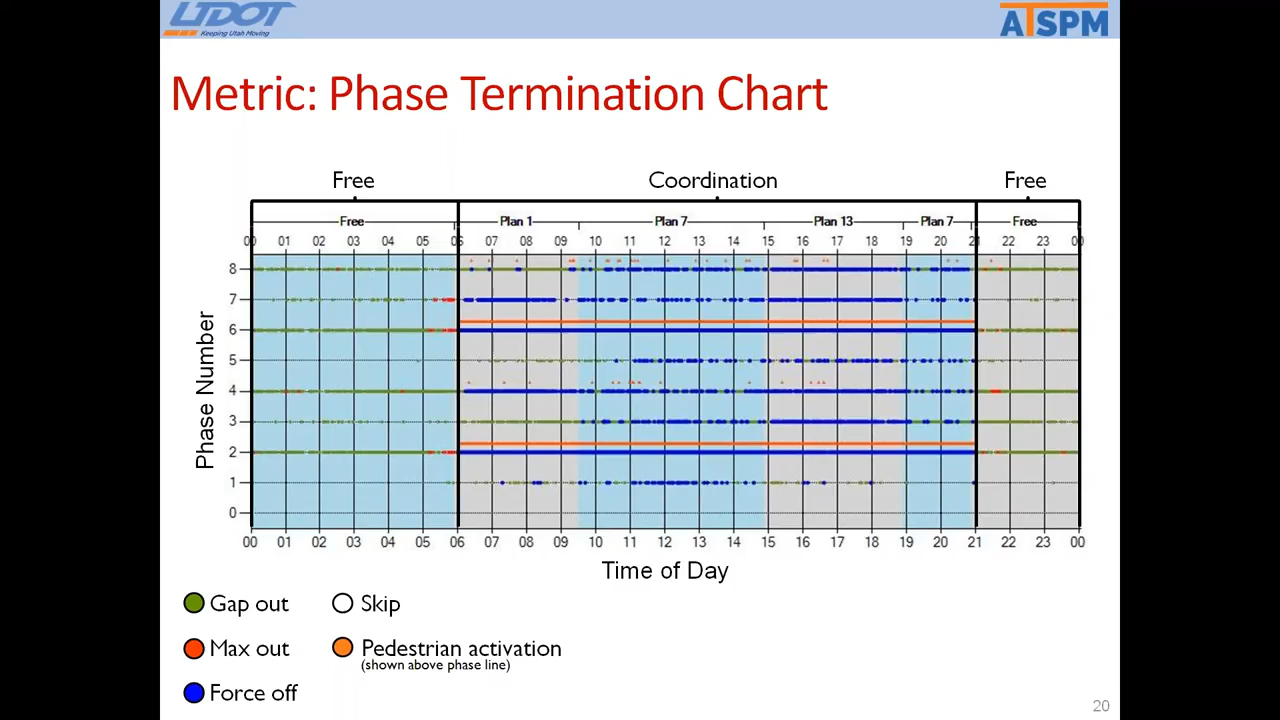 UDOT
Keeping Utah Moving
ATSPM
Metric: Phase Termination Chart
Free Coordination Free
Free Plan 1 Plan 7 Plan 13 Plan 7 Free
00 01 02 03 04 05 06 07 08 09 10 11 12 13 14 15 16 17 18 19 20 21 22 23 00
8
7
6
5
4
3
2
1
0
Phase Number
00 01 02 03 04 05 06 07 08 09 10 11 12 13 14 15 16 17 18 19 20 21 22 23 00
Time of Day
Gap out Skip
Max out Pedestrian activation
(shown above phase line)
Force off
20